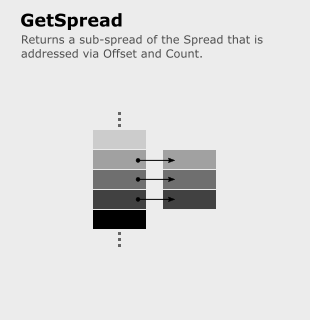 GetSpread
Returns a sub-spread of the Spread that is
addressed via Offset and Count.